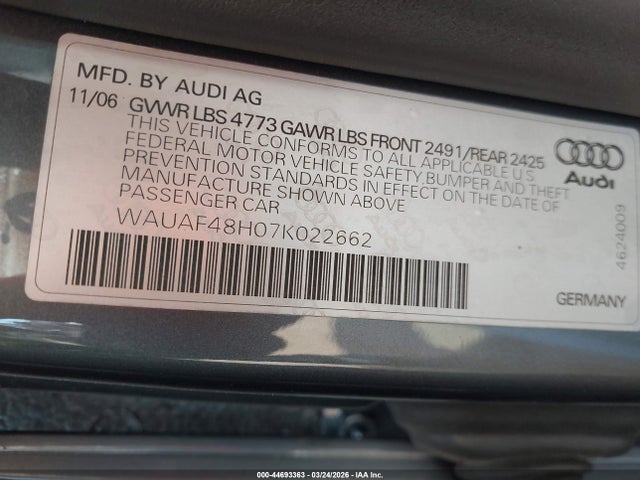 MFD. BY AUDI AG
11/06 GVWR LBS 4773 GAWR LBS FRONT 2491/REAR 2425
THIS VEHICLE CONFORMS TO ALL APPLICABLE U.S
FEDERAL MOTOR VEHICLE SAFETY, BUMPER AND THEFT
PREVENTION STANDARDS IN EFFECT ON THE DATE OF
MANUFACTURE SHOWN ABOVE
PASSENGER CAR
WAUAF48H07K022662
Audi
4624009
GERMANY
000-44693363 - 03/24/2026 - IAA Inc.